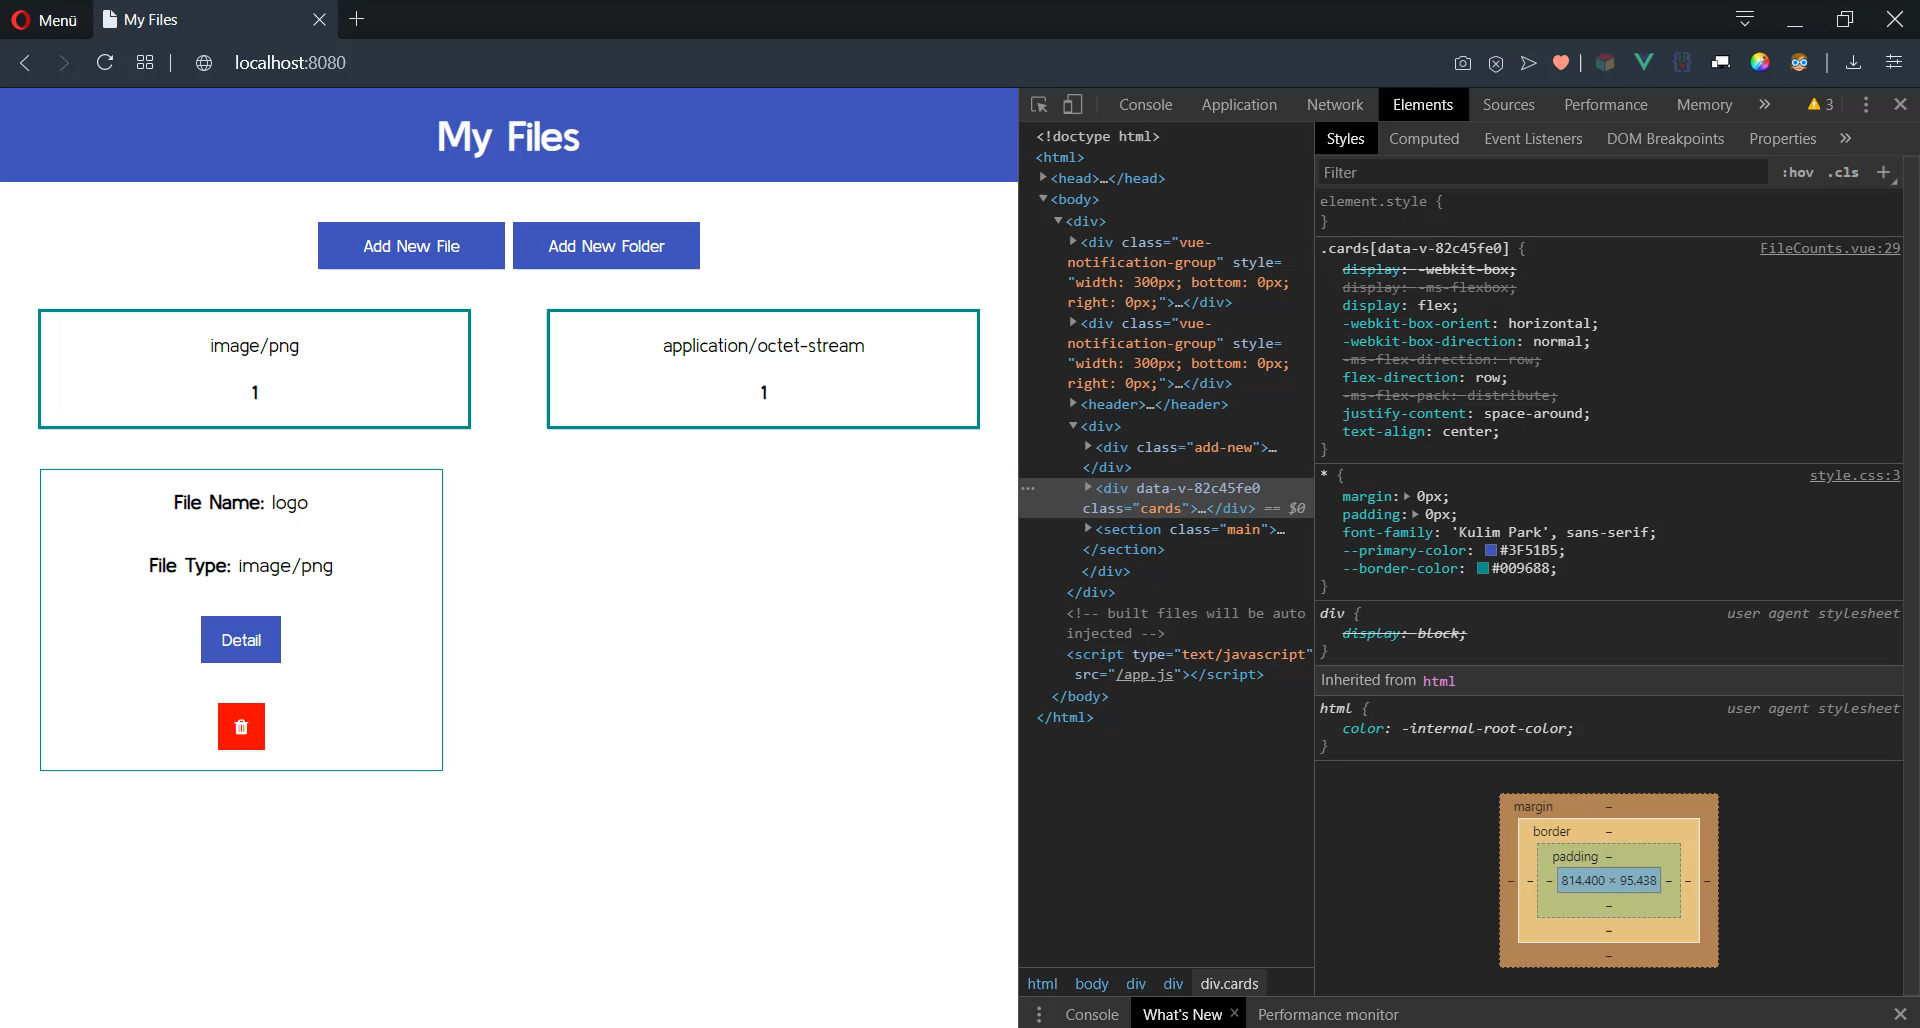 Menü
My Files
localhost:8080
My Files
Add New File
Add New Folder
image/png
1
application/octet-stream
1
File Name: logo
File Type: image/png
Detail
Console Application Network Elements Sources Performance Memory » 3
<!doctype html>
<html>
<head>…</head>
<body>
<div>
<div class="vue-
notification-group" style=
"width: 300px; bottom: 0px;
right: 0px;">…</div>
<div class="vue-
notification-group" style=
"width: 300px; bottom: 0px;
right: 0px;">…</div>
<header>…</header>
<div>
<div class="add-new">…
</div>
<div data-v-82c45fe0
class="cards">…</div> == $0
<section class="main">…
</section>
</div>
</div>
<!-- built files will be auto
injected -->
<script type="text/javascript"
src="/app.js"></script>
</body>
</html>
html body div div div.cards
Styles Computed Event Listeners DOM Breakpoints Properties »
Filter :hov .cls +
element.style {
}
.cards[data-v-82c45fe0] { FileCounts.vue:29
display: -webkit-box;
display: -ms-flexbox;
display: flex;
-webkit-box-orient: horizontal;
-webkit-box-direction: normal;
-ms-flex-direction: row;
flex-direction: row;
-ms-flex-pack: distribute;
justify-content: space-around;
text-align: center;
}
* { style.css:3
margin: 0px;
padding: 0px;
font-family: 'Kulim Park', sans-serif;
--primary-color: #3F51B5;
--border-color: #009688;
}
div { user agent stylesheet
display: block;
}
Inherited from html
html { user agent stylesheet
color: -internal-root-color;
}
margin –
border –
padding –
– – – 814.400 × 95.438 – – –
–
–
–
Console What's New × Performance monitor